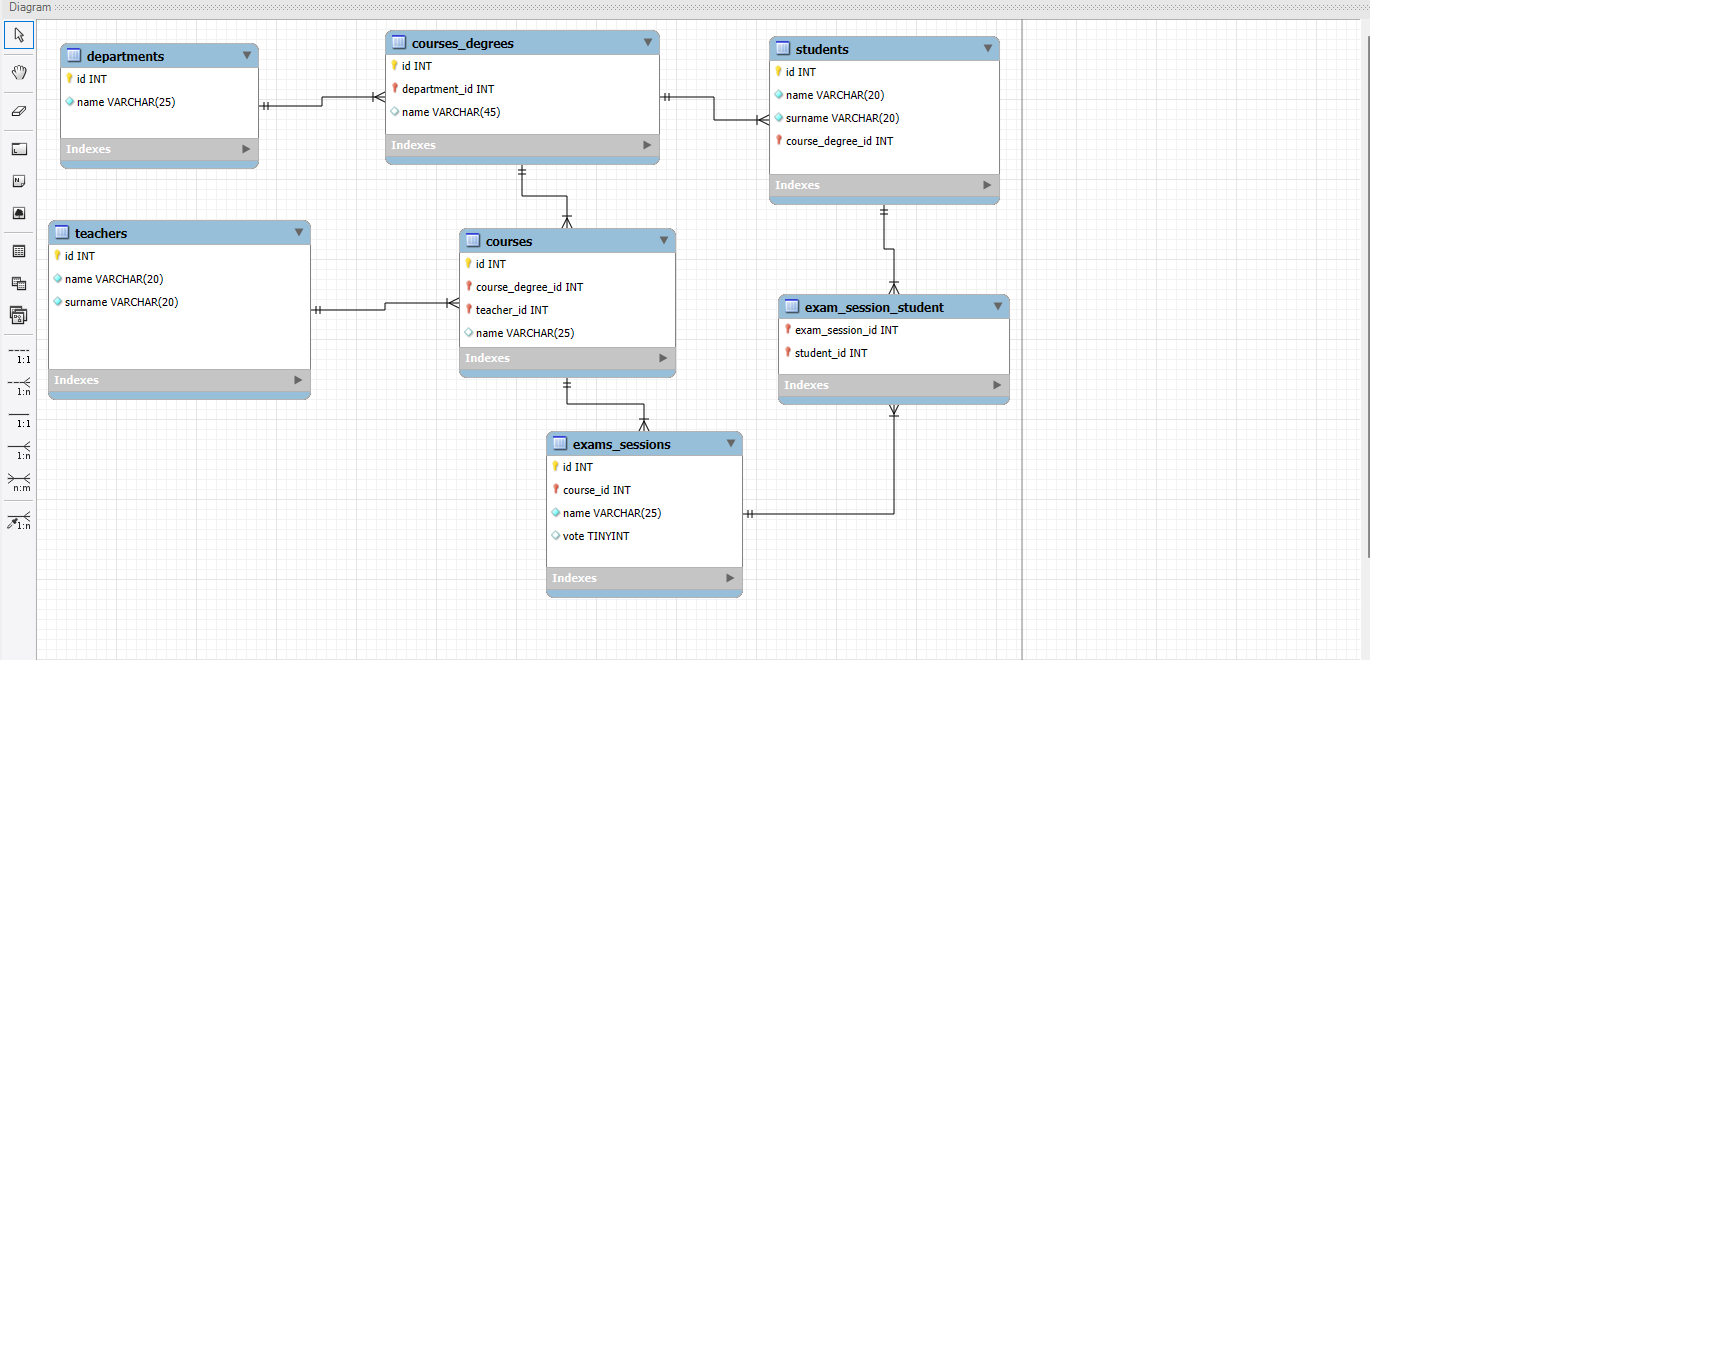 Diagram
departments
id INT
name VARCHAR(25)
Indexes
courses_degrees
id INT
department_id INT
name VARCHAR(45)
Indexes
students
id INT
name VARCHAR(20)
surname VARCHAR(20)
course_degree_id INT
Indexes
teachers
id INT
name VARCHAR(20)
surname VARCHAR(20)
Indexes
courses
id INT
course_degree_id INT
teacher_id INT
name VARCHAR(25)
Indexes
exam_session_student
exam_session_id INT
student_id INT
Indexes
exams_sessions
id INT
course_id INT
name VARCHAR(25)
vote TINYINT
Indexes
1:1
1:n
1:1
1:n
n:m
1:n